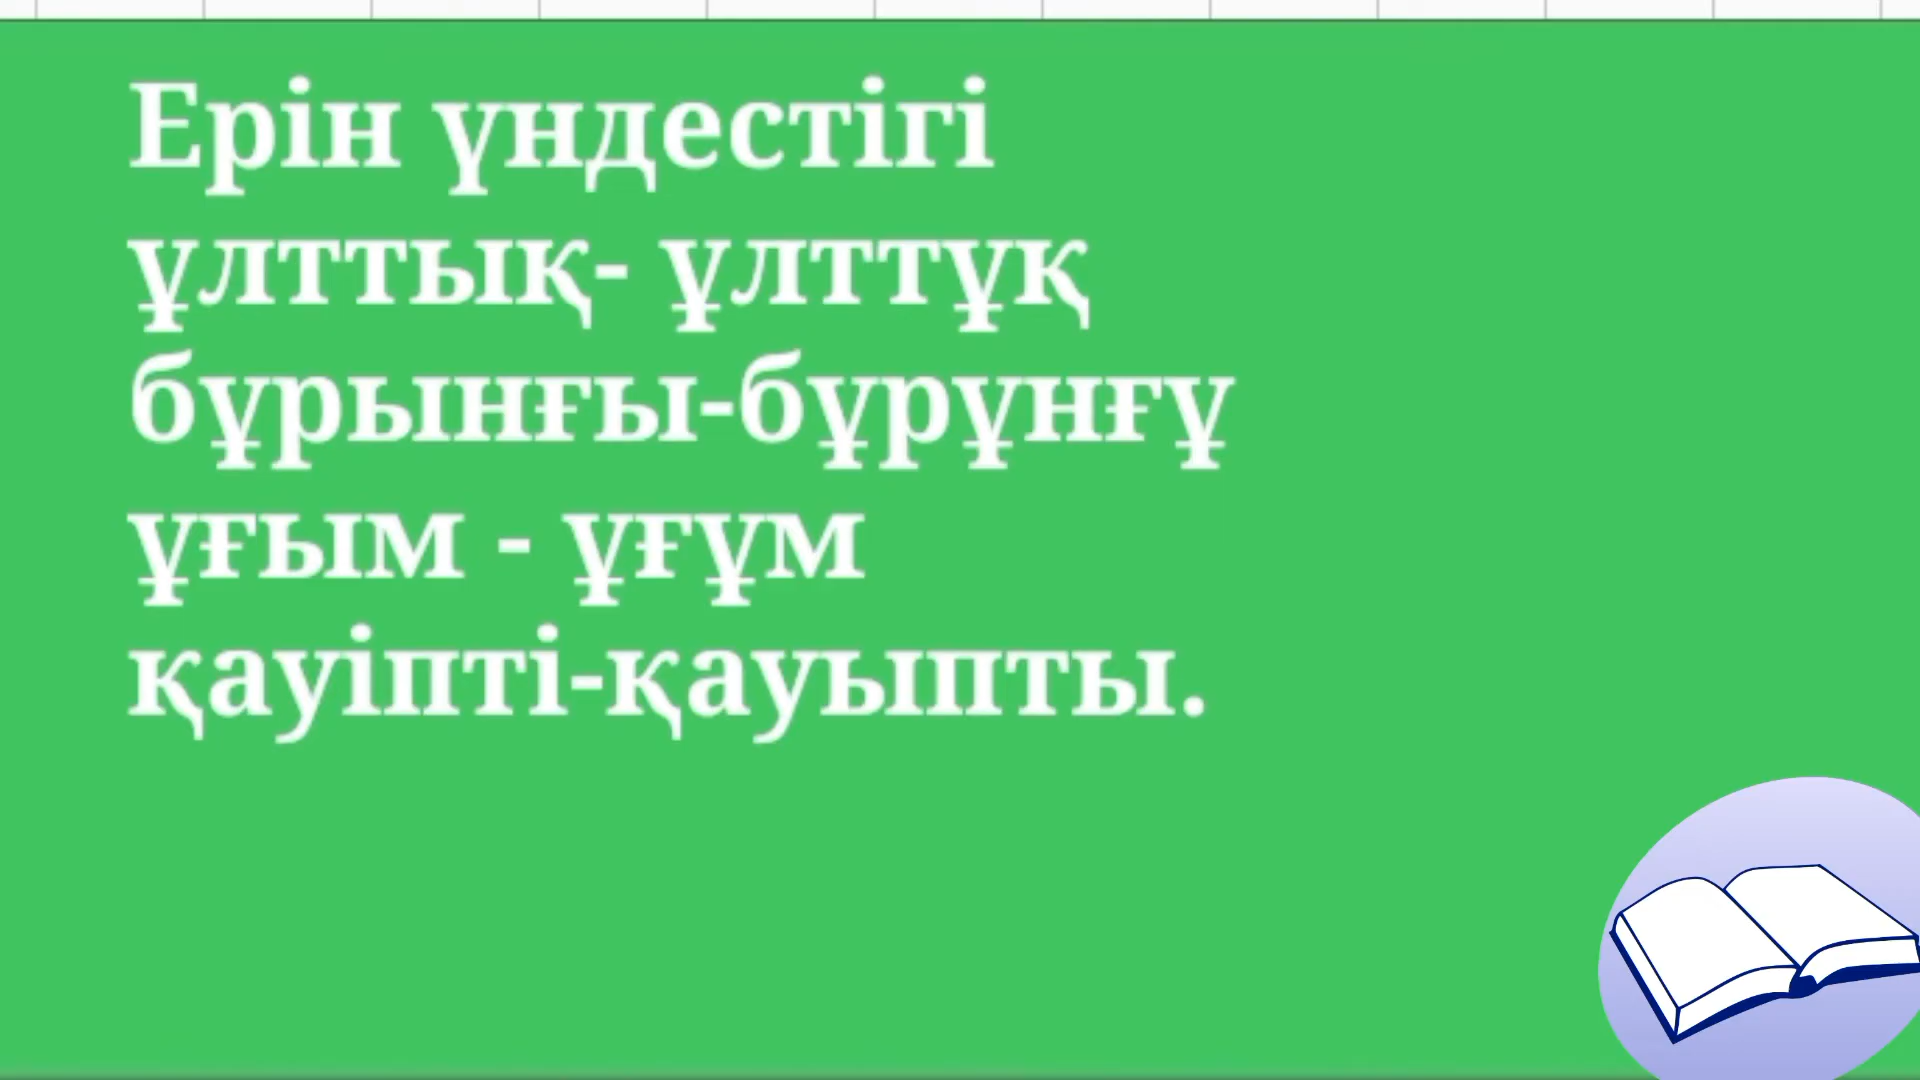 Ерін үндестігі
ұлттық- ұлттұқ
бұрынғы-бұрұнғұ
ұғым - ұғұм
қауіпті-қауыпты.